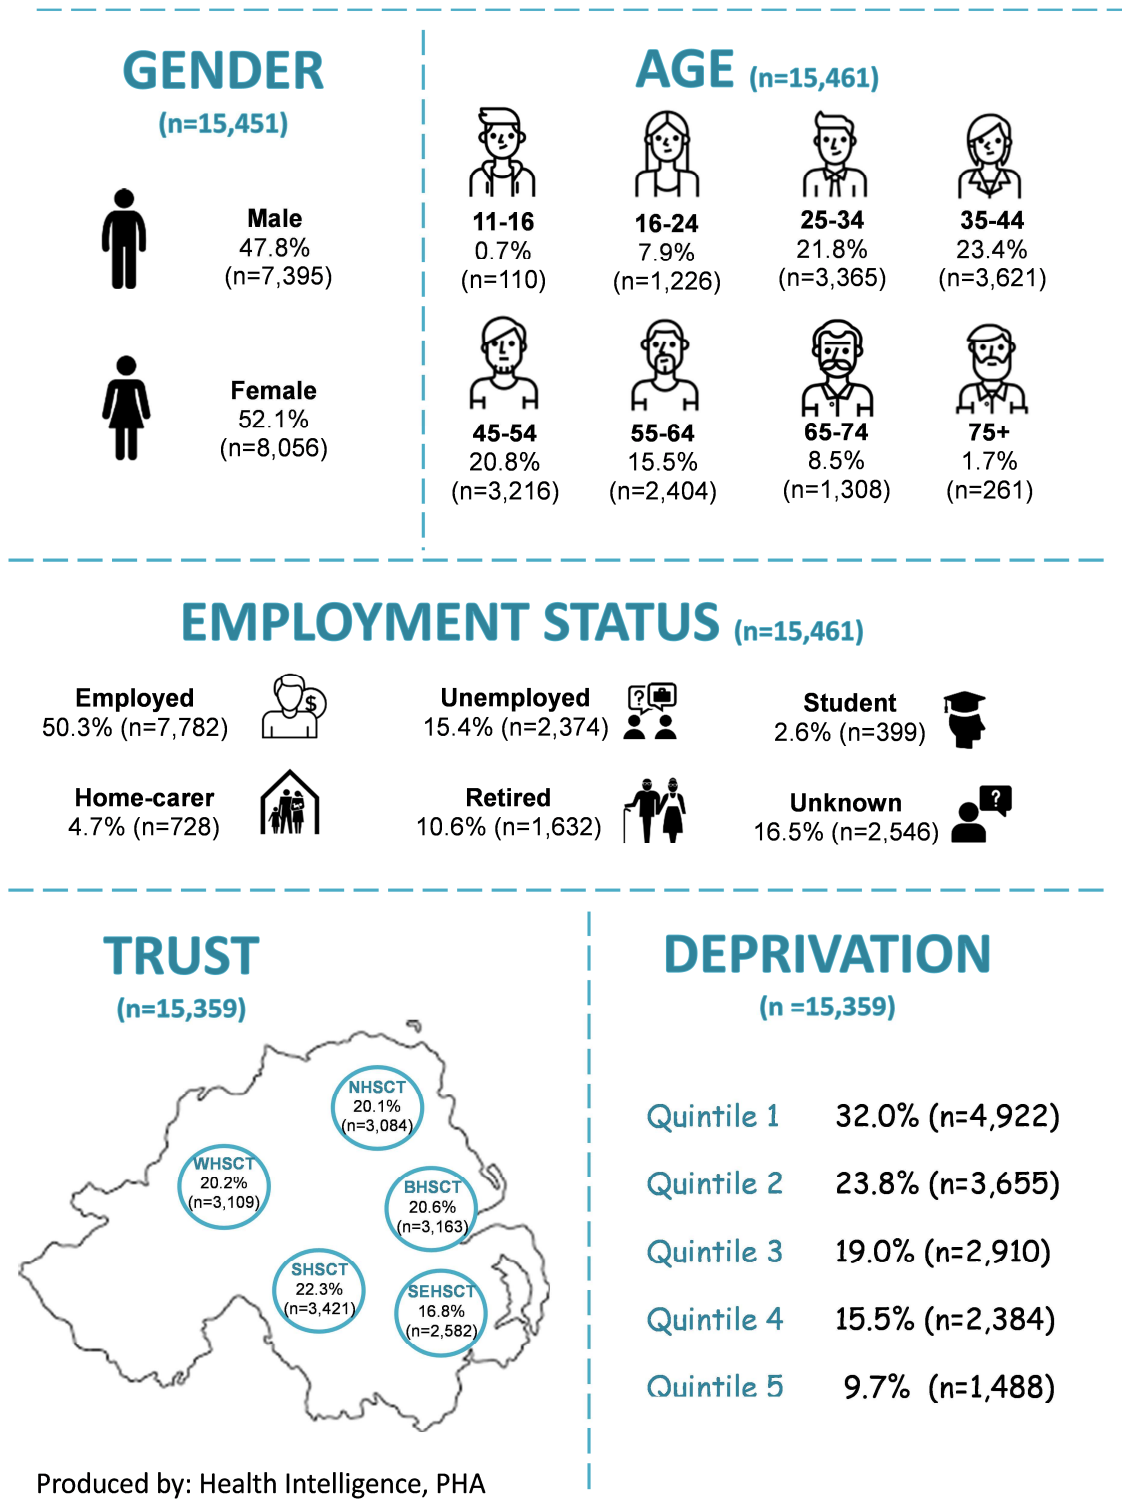 GENDER
(n=15,451)
Male
47.8%
(n=7,395)
Female
52.1%
(n=8,056)
AGE (n=15,461)
11-16
0.7%
(n=110)
16-24
7.9%
(n=1,226)
25-34
21.8%
(n=3,365)
35-44
23.4%
(n=3,621)
45-54
20.8%
(n=3,216)
55-64
15.5%
(n=2,404)
65-74
8.5%
(n=1,308)
75+
1.7%
(n=261)
EMPLOYMENT STATUS (n=15,461)
Employed
50.3% (n=7,782)
$
Unemployed
15.4% (n=2,374)
?
Student
2.6% (n=399)
Home-carer
4.7% (n=728)
Retired
10.6% (n=1,632)
Unknown
16.5% (n=2,546)
?
TRUST
(n=15,359)
NHSCT
20.1%
(n=3,084)
WHSCT
20.2%
(n=3,109)
BHSCT
20.6%
(n=3,163)
SHSCT
22.3%
(n=3,421)
SEHSCT
16.8%
(n=2,582)
DEPRIVATION
(n =15,359)
Quintile 1 32.0% (n=4,922)
Quintile 2 23.8% (n=3,655)
Quintile 3 19.0% (n=2,910)
Quintile 4 15.5% (n=2,384)
Quintile 5 9.7% (n=1,488)
Produced by: Health Intelligence, PHA